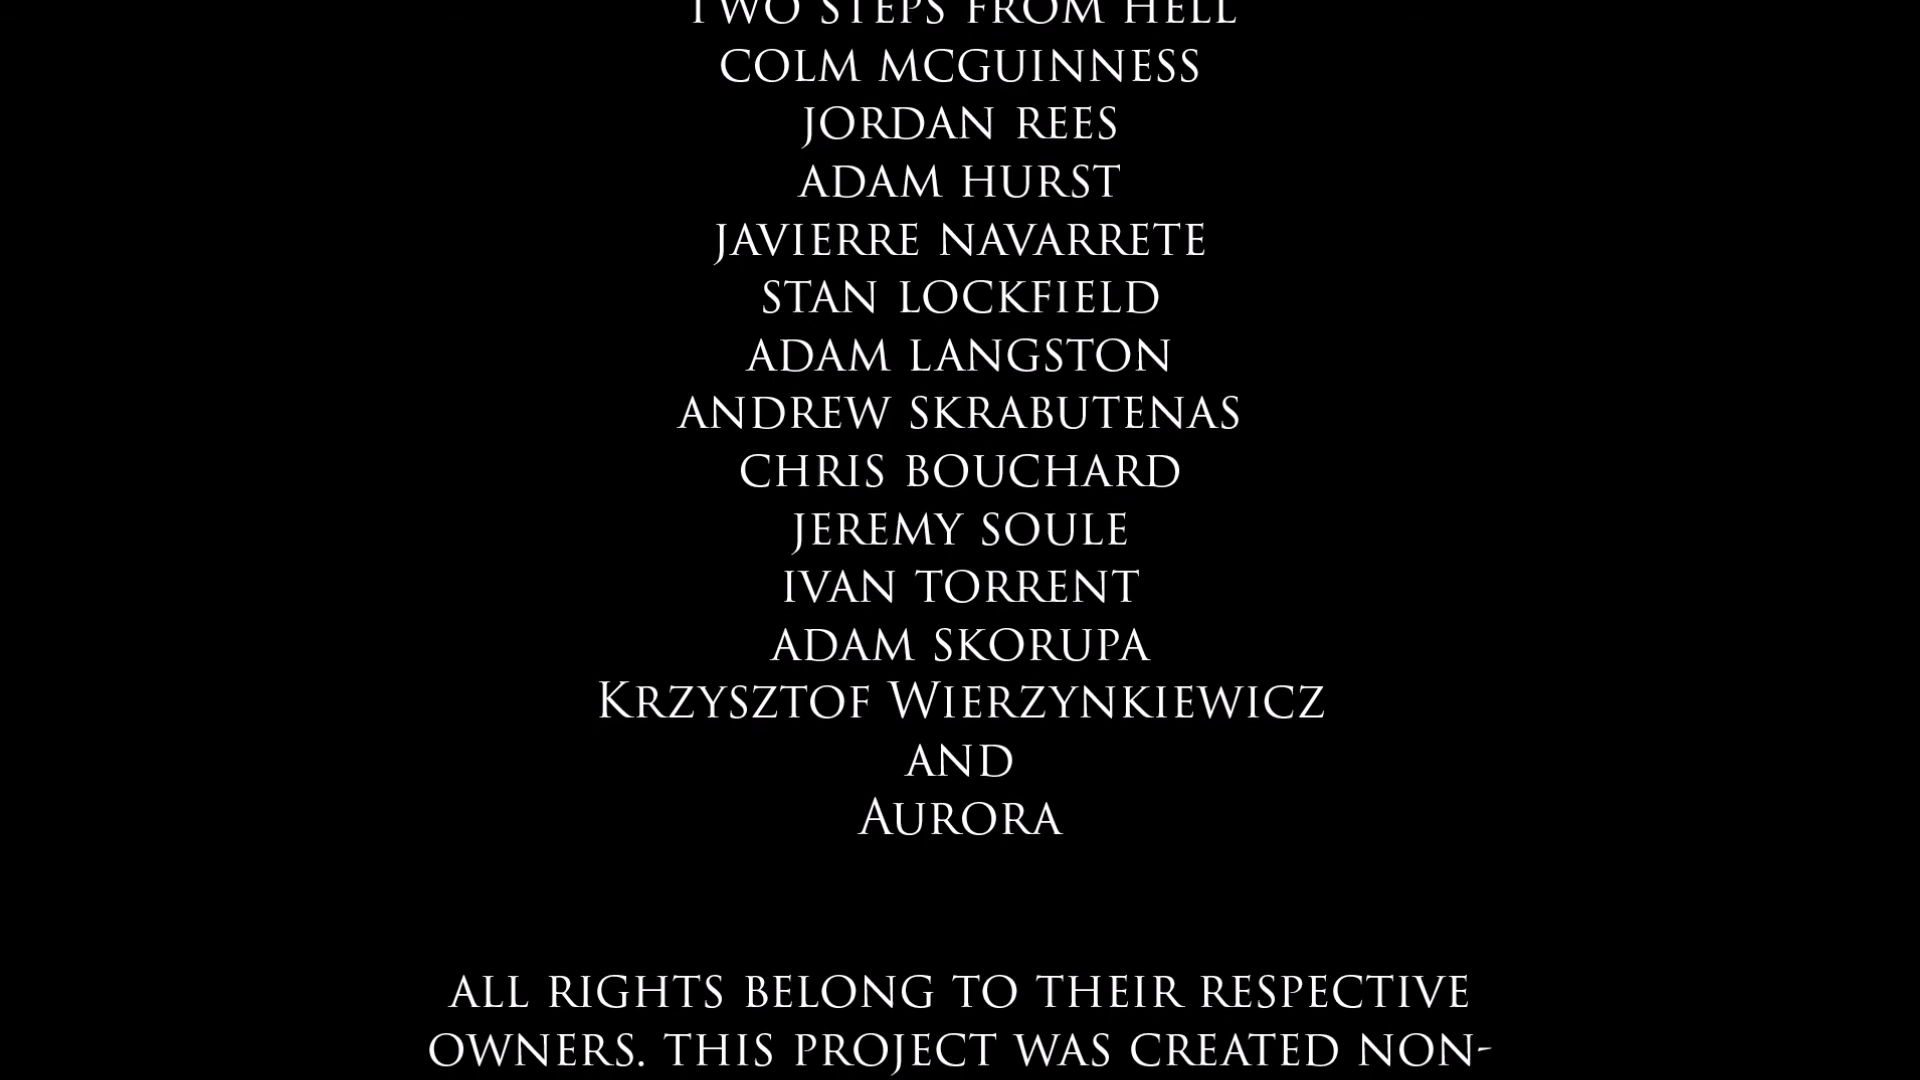 TWO STEPS FROM HELL
COLM MCGUINNESS
JORDAN REES
ADAM HURST
JAVIERRE NAVARRETE
STAN LOCKFIELD
ADAM LANGSTON
ANDREW SKRABUTENAS
CHRIS BOUCHARD
JEREMY SOULE
IVAN TORRENT
ADAM SKORUPA
KRZYSZTOF WIERZYNKIEWICZ
AND
AURORA
ALL RIGHTS BELONG TO THEIR RESPECTIVE
OWNERS. THIS PROJECT WAS CREATED NON-